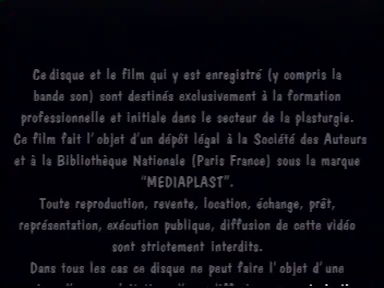 Ce disque et le film qui y est enregistré (y compris la
bande son) sont destinés exclusivement à la formation
professionnelle et initiale dans le secteur de la plasturgie.
Ce film fait l'objet d'un dépôt légal à la Société des Auteurs
et à la Bibliothèque Nationale (Paris France) sous la marque
"MEDIAPLAST".
Toute reproduction, revente, location, échange, prêt,
représentation, exécution publique, diffusion de cette vidéo
sont strictement interdits.
Dans tous les cas ce disque ne peut faire l'objet d'une